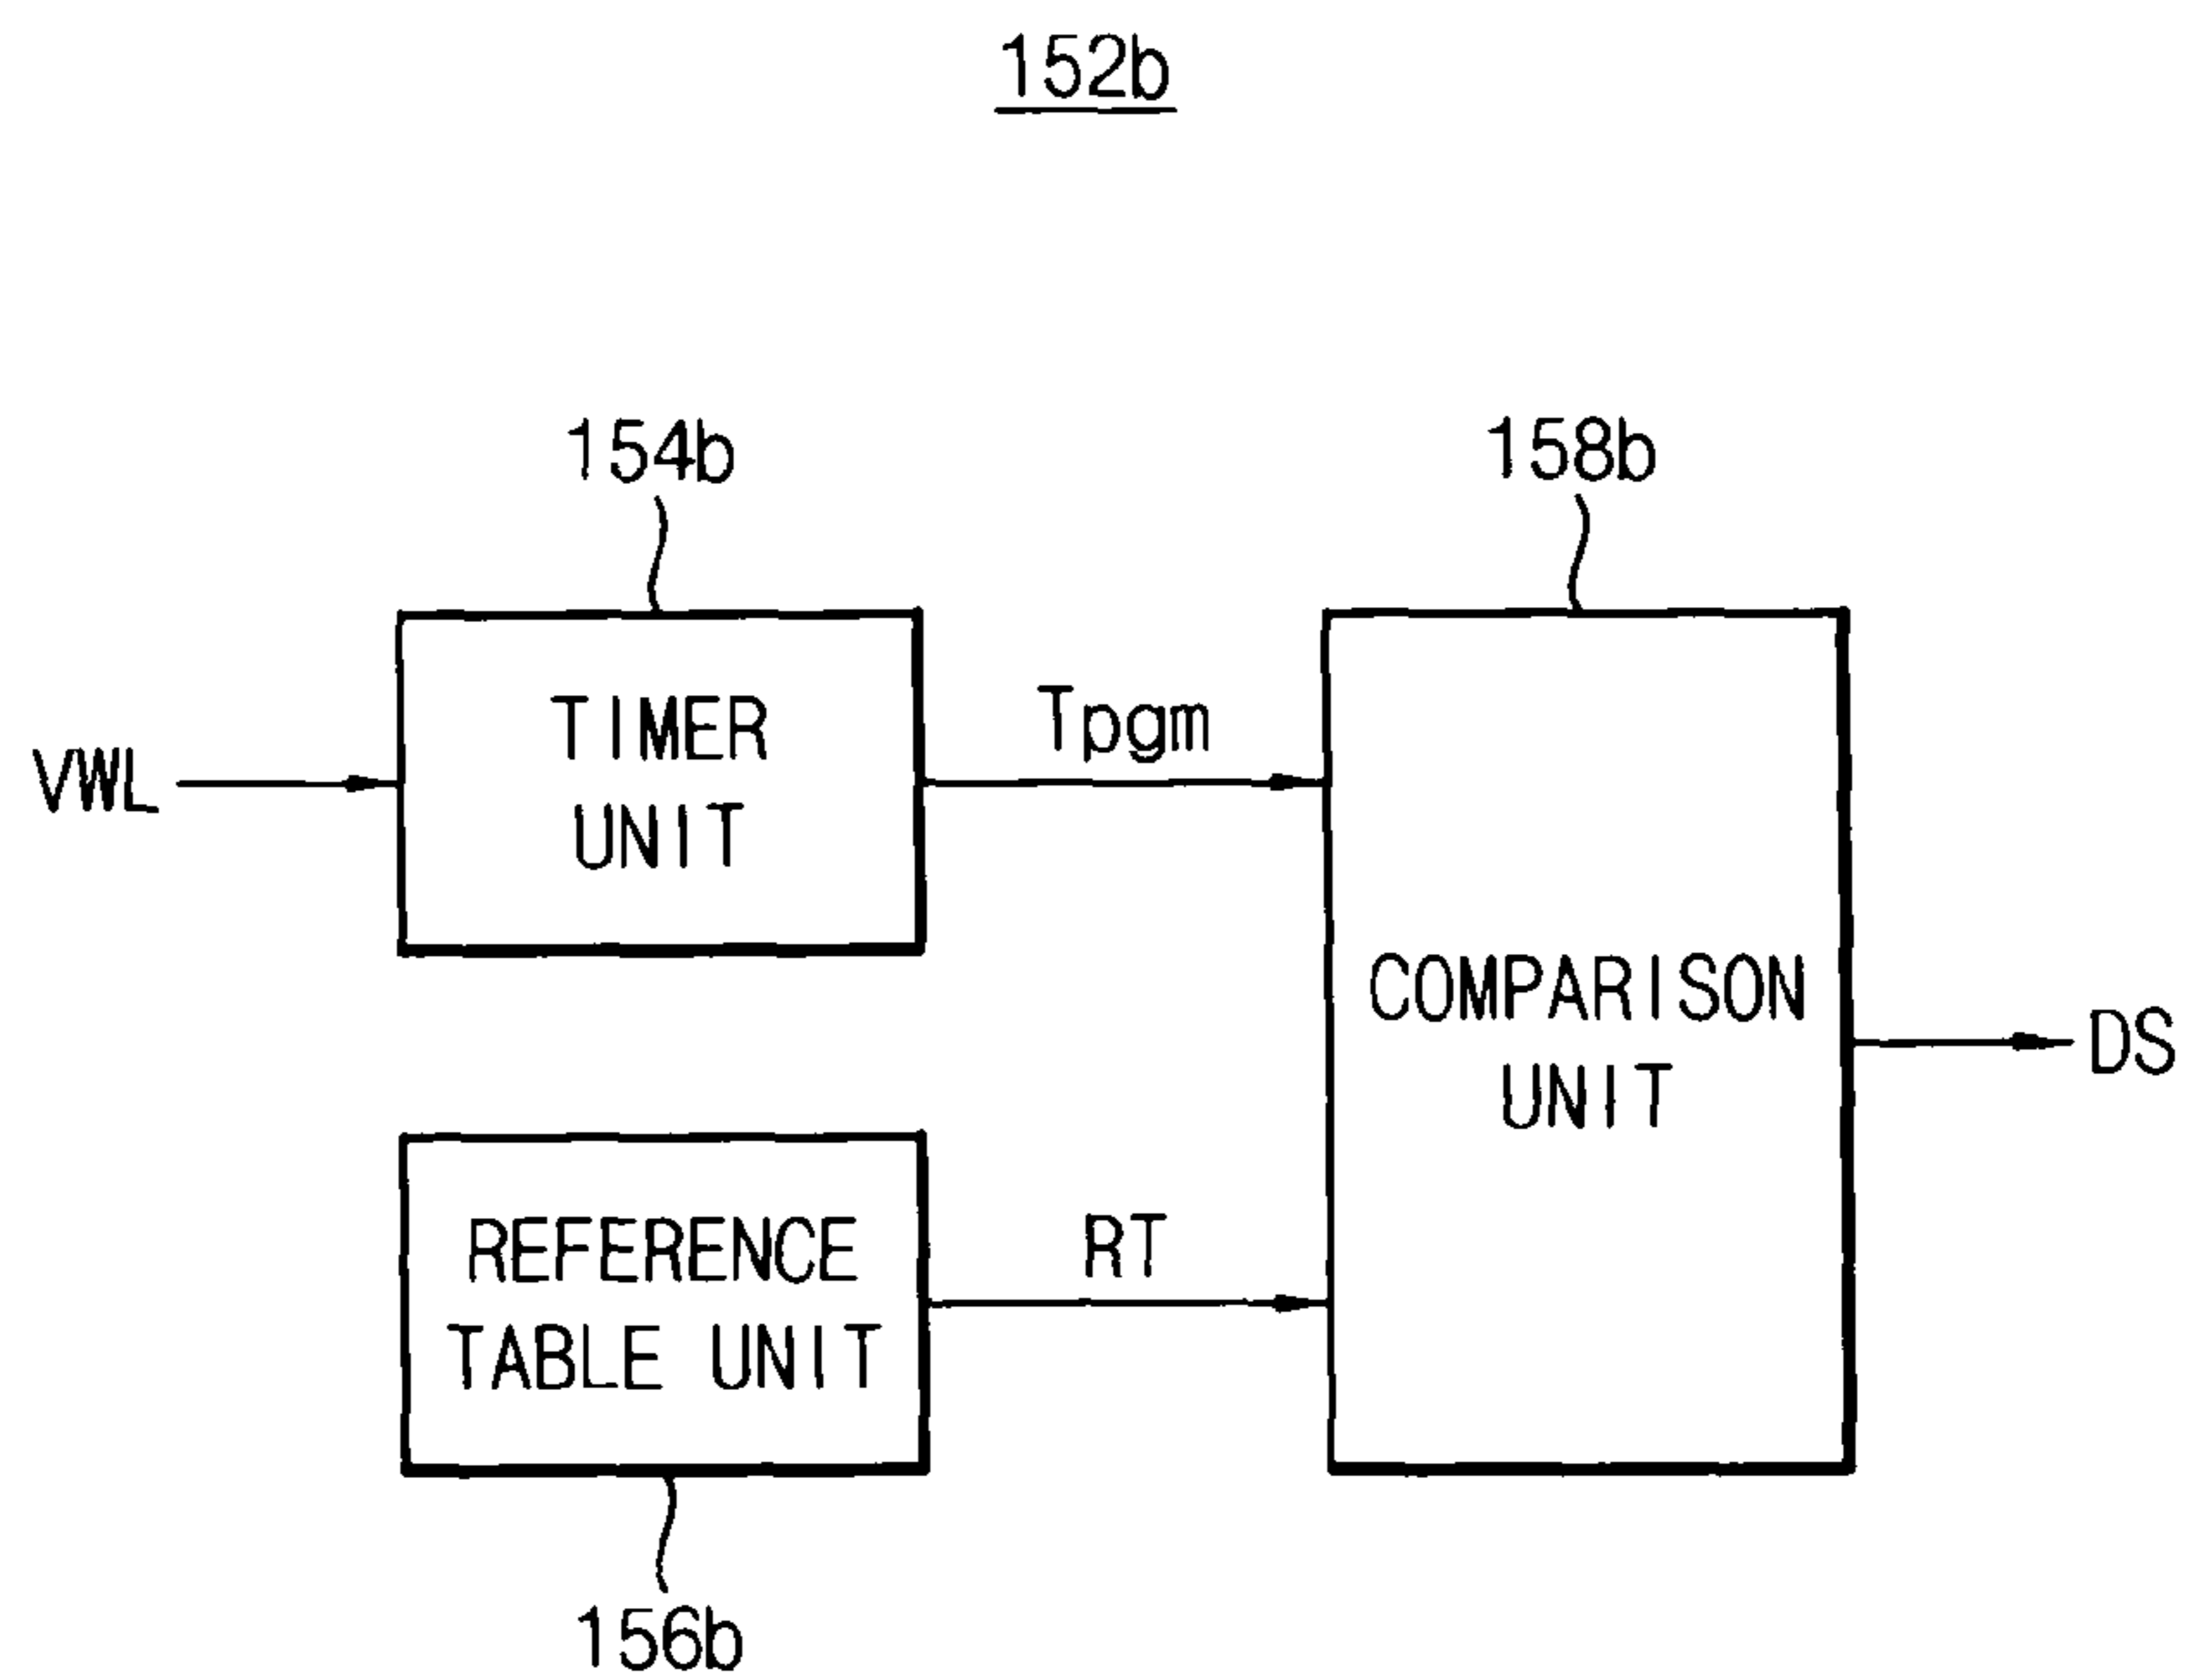 152b
154b
158b
TIMER
UNIT
Tpgm
VWL
COMPARISON
UNIT
DS
REFERENCE
TABLE UNIT
RT
156b